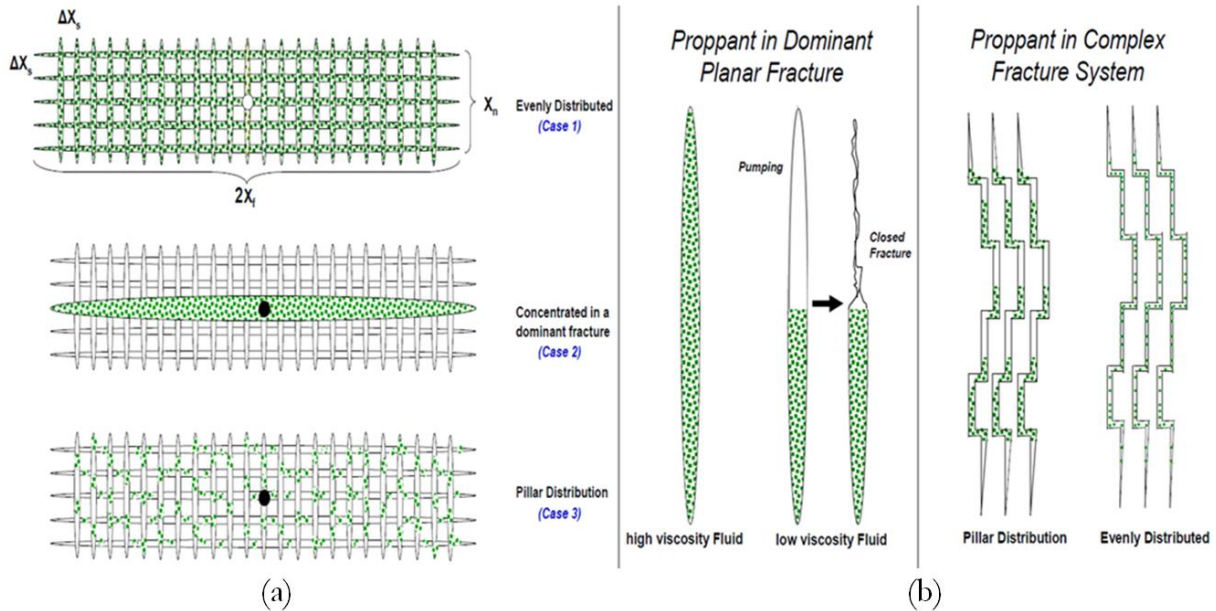 ΔXs
ΔXs
Xn
Evenly Distributed
(Case 1)
2Xf
Concentrated in a
dominant fracture
(Case 2)
Pillar Distribution
(Case 3)
(a)
Proppant in Dominant
Planar Fracture
Pumping
Closed
Fracture
high viscosity Fluid
low viscosity Fluid
Proppant in Complex
Fracture System
Pillar Distribution
Evenly Distributed
(b)